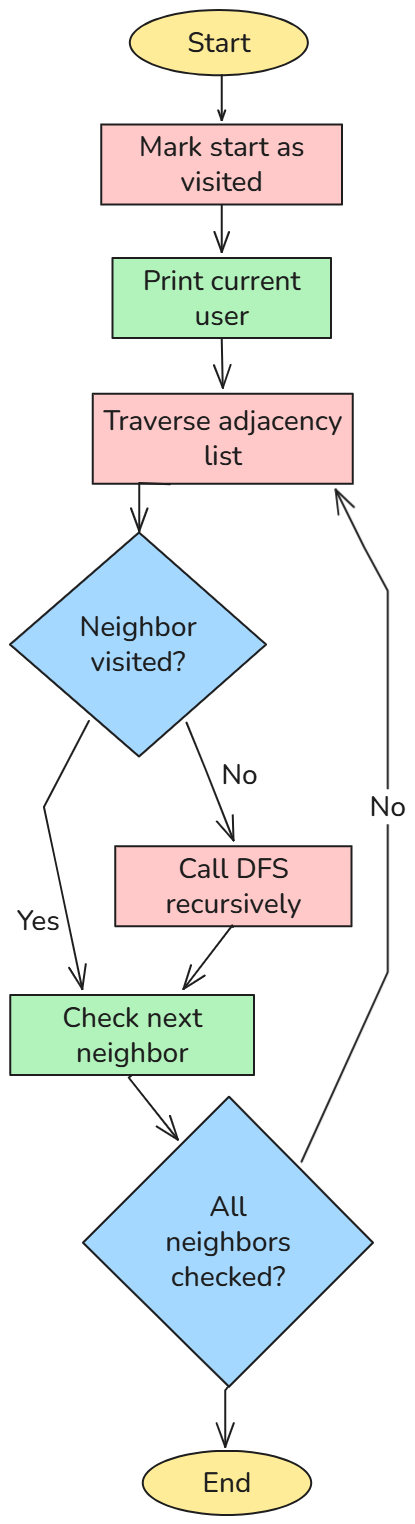 Start
Mark start as
visited
Print current
user
Traverse adjacency
list
Neighbor
visited?
No
No
Call DFS
recursively
Yes
Check next
neighbor
All
neighbors
checked?
End